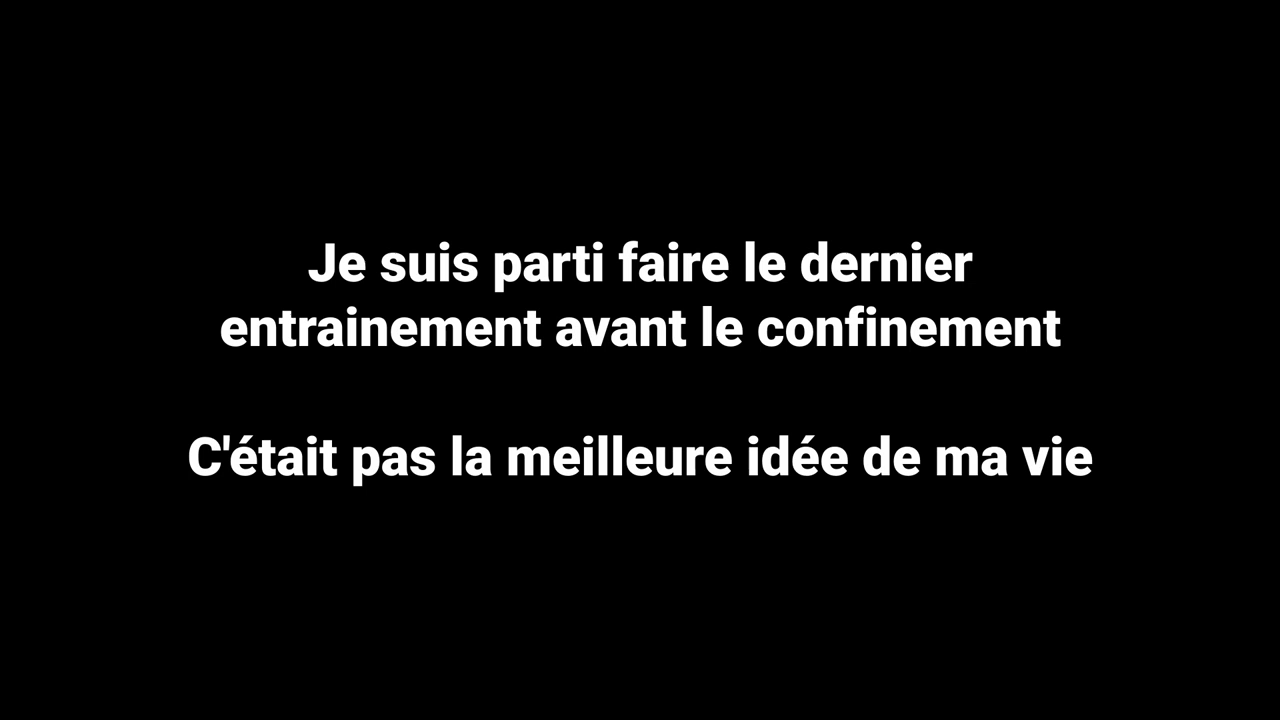 Je suis parti faire le dernier
entrainement avant le confinement
C'était pas la meilleure idée de ma vie